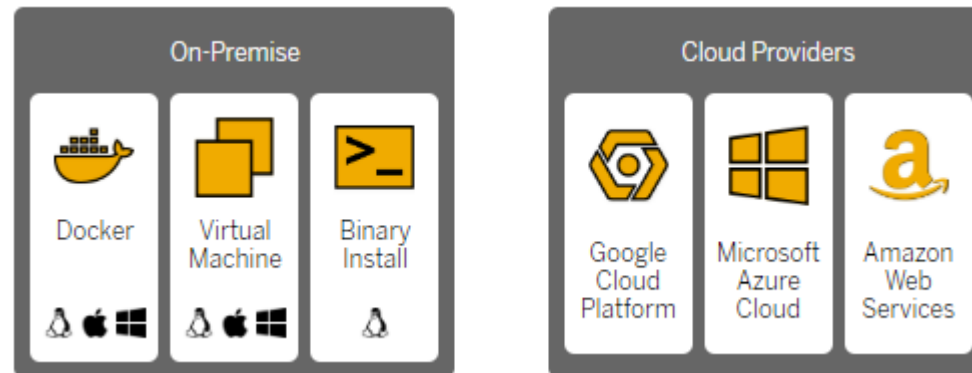 On-Premise
Docker
Virtual
Machine
Binary
Install
Cloud Providers
Google
Cloud
Platform
Microsoft
Azure
Cloud
Amazon
Web
Services